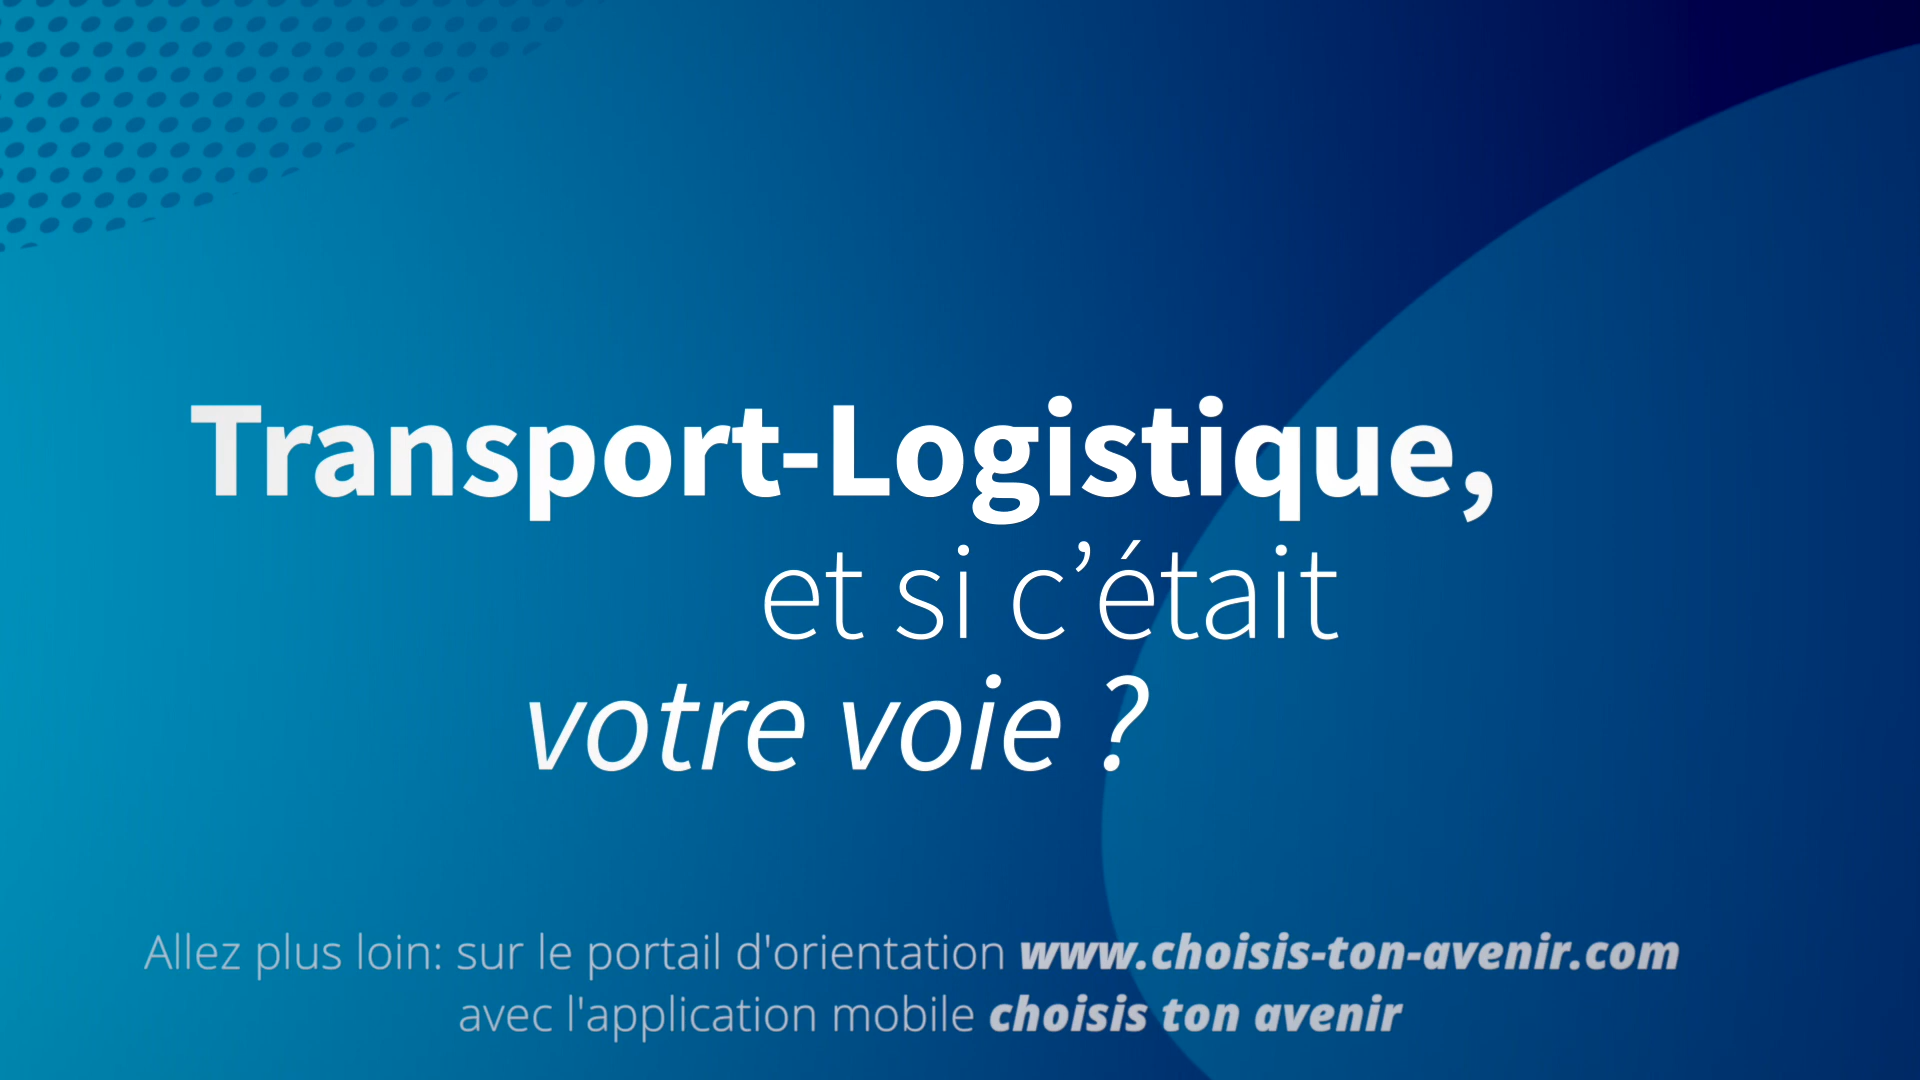 Transport-Logistique,
et si c’était
votre voie ?
Allez plus loin: sur le portail d'orientation www.choisis-ton-avenir.com
avec l'application mobile choisis ton avenir